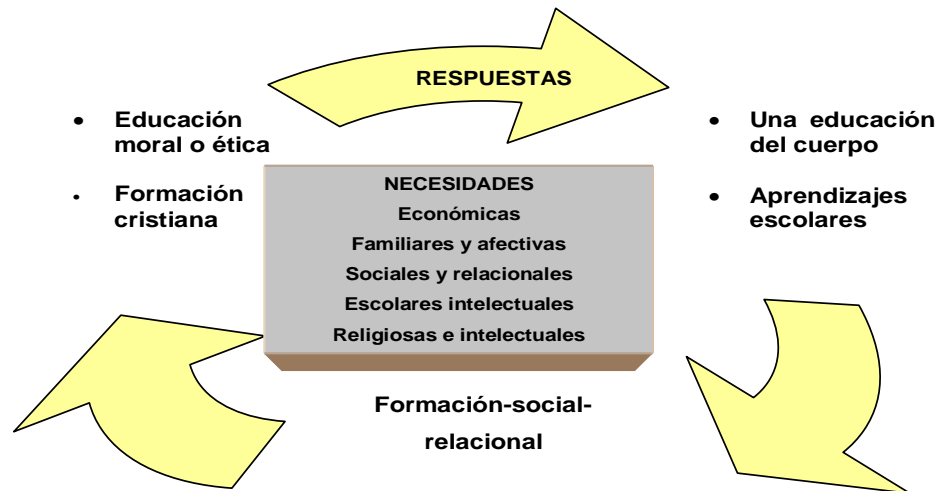 RESPUESTAS
• Educación
moral o ética
• Formación
cristiana
• Una educación
del cuerpo
• Aprendizajes
escolares
NECESIDADES
Económicas
Familiares y afectivas
Sociales y relacionales
Escolares intelectuales
Religiosas e intelectuales
Formación-social-
relacional